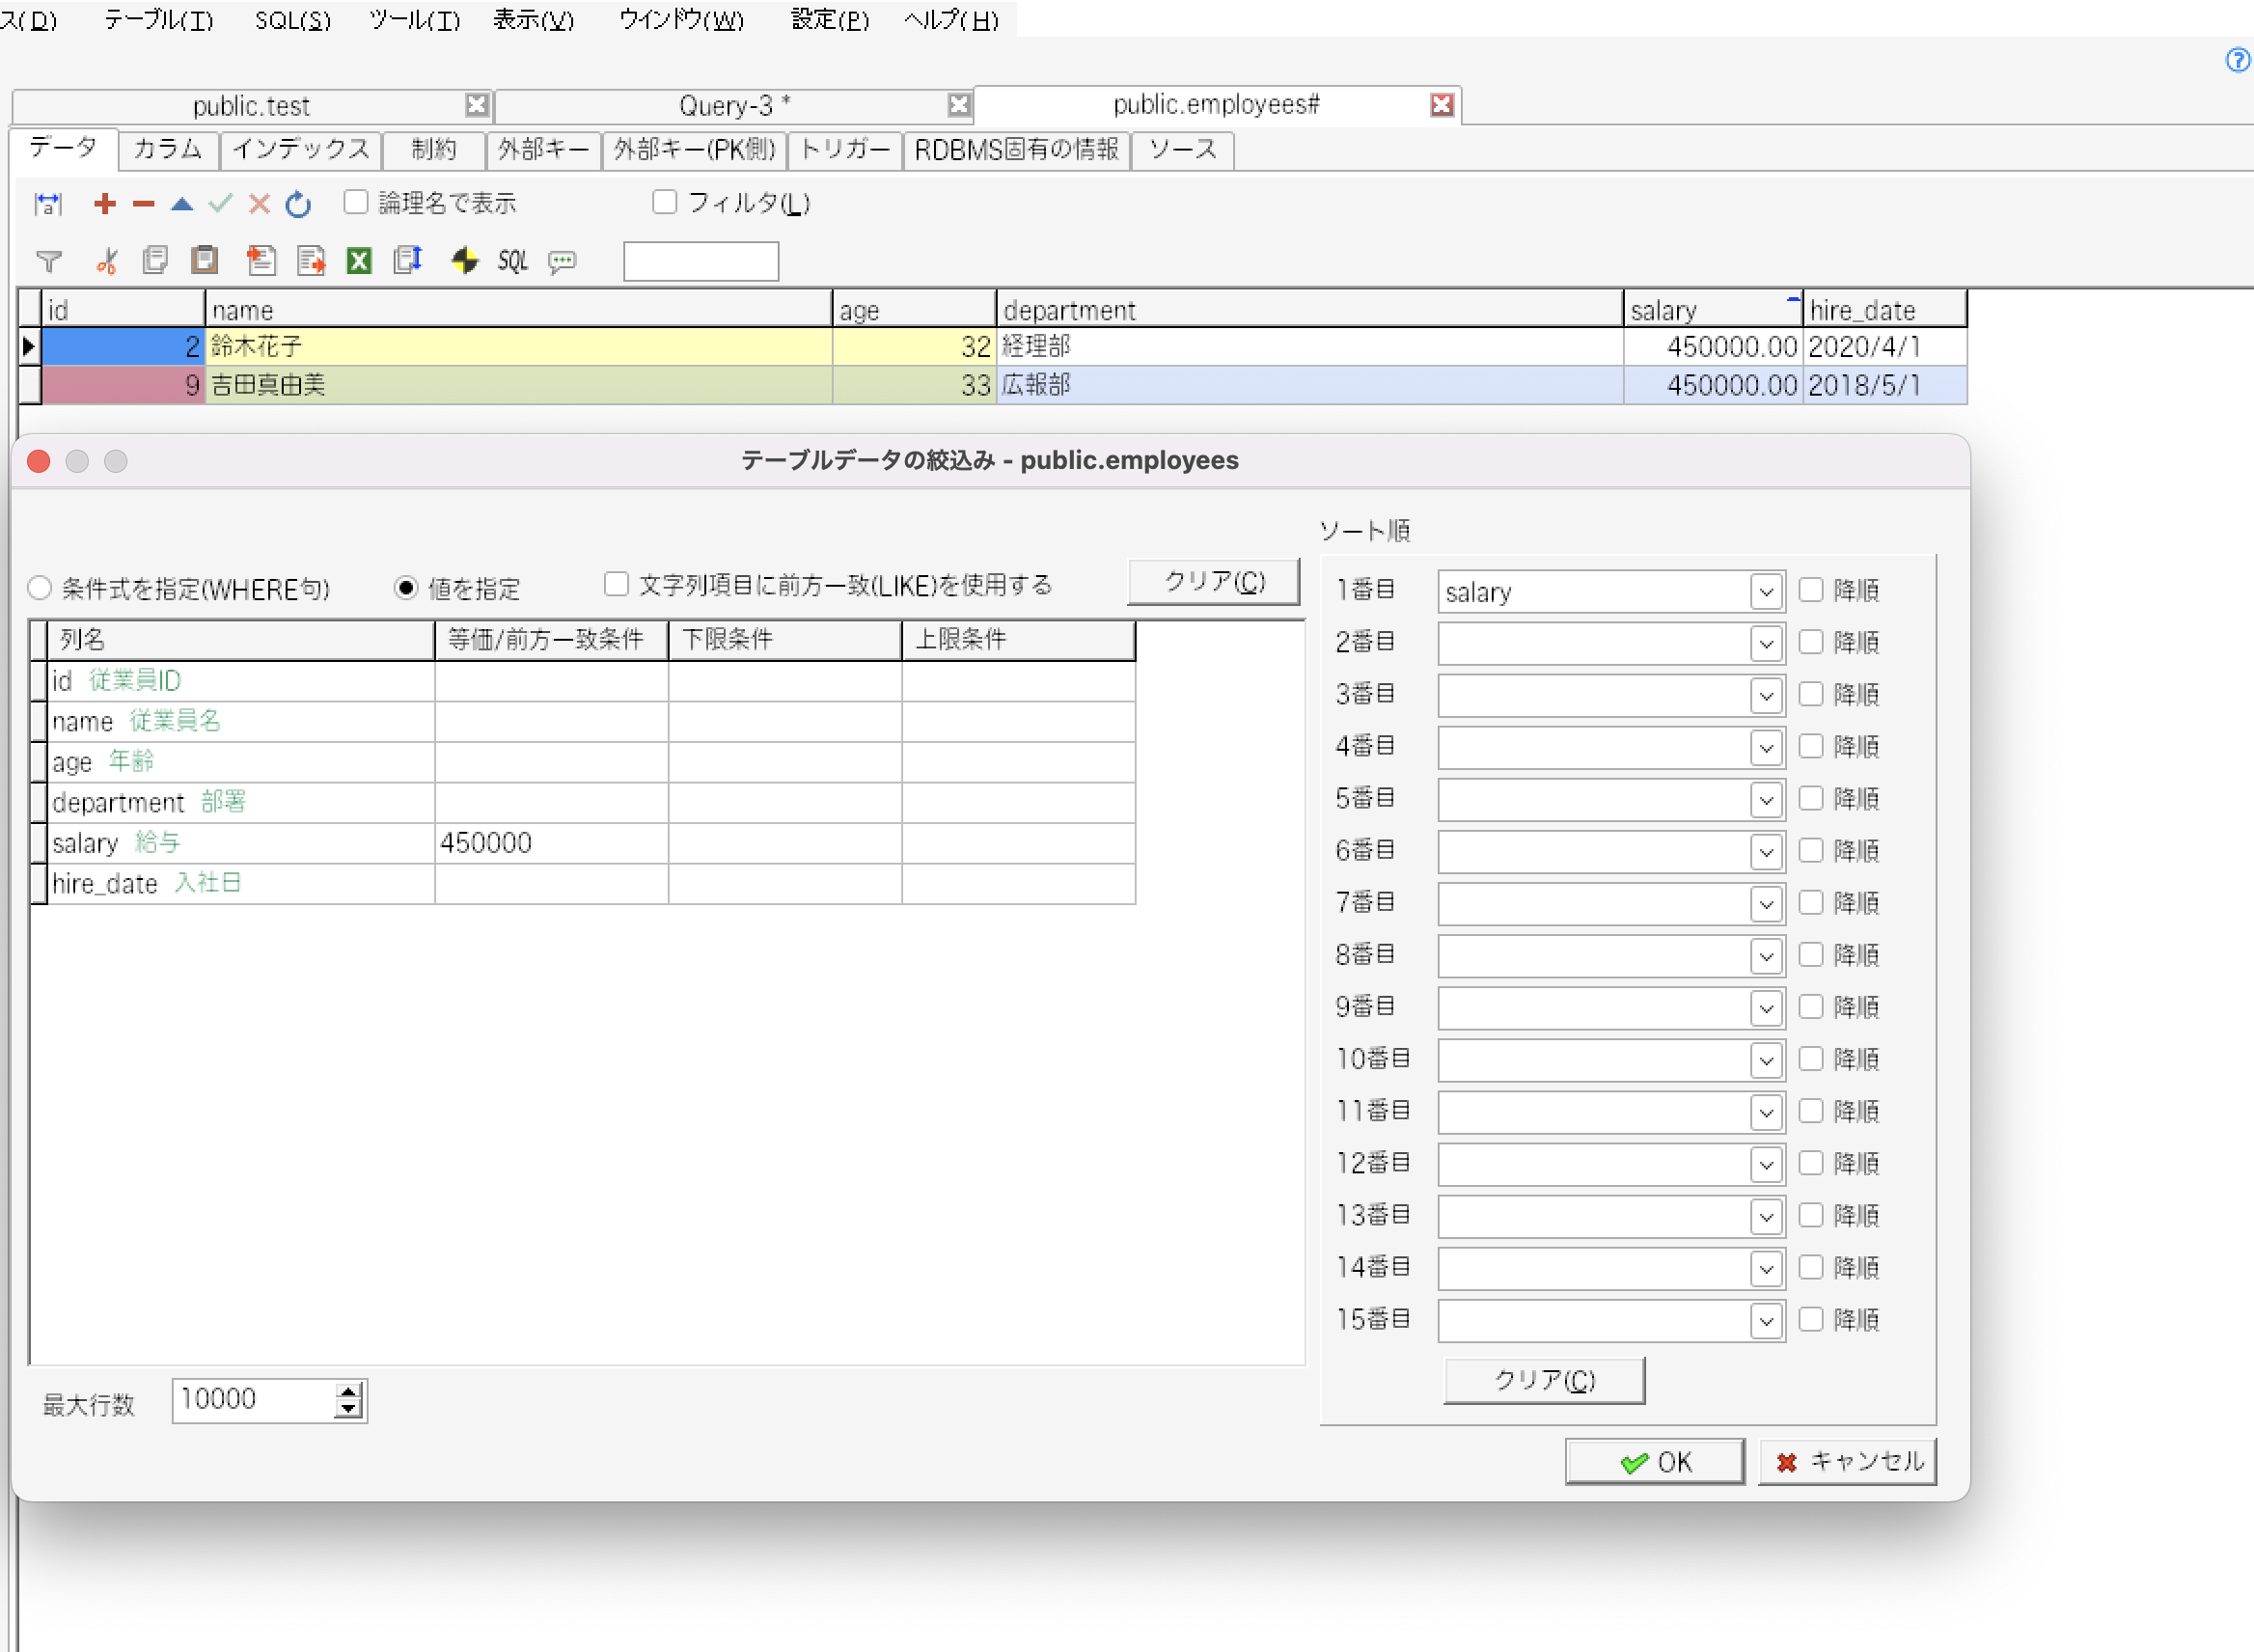 ス(D) テーブル(T) SQL(S) ツール(T) 表示(V) ウインドウ(W) 設定(P) ヘルプ(H)
public.test Query-3 * public.employees#
データ カラム インデックス 制約 外部キー 外部キー(PK側) トリガー RDBMS固有の情報 ソース
論理名で表示 フィルタ(L)
SQL
id name age department salary hire_date
2 鈴木花子 32 経理部 450000.00 2020/4/1
9 吉田真由美 33 広報部 450000.00 2018/5/1
テーブルデータの絞込み - public.employees
条件式を指定(WHERE句) 値を指定 文字列項目に前方一致(LIKE)を使用する クリア(C)
列名 等価/前方一致条件 下限条件 上限条件
id 従業員ID
name 従業員名
age 年齢
department 部署
salary 給与 450000
hire_date 入社日
最大行数 10000
ソート順
1番目 salary 降順
2番目 降順
3番目 降順
4番目 降順
5番目 降順
6番目 降順
7番目 降順
8番目 降順
9番目 降順
10番目 降順
11番目 降順
12番目 降順
13番目 降順
14番目 降順
15番目 降順
クリア(C)
OK キャンセル